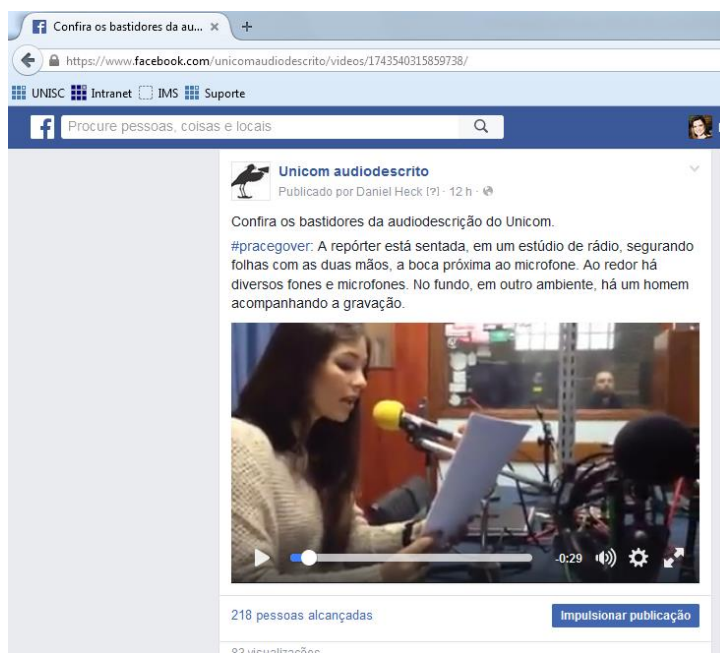 Confira os bastidores da au... ×
+
https://www.facebook.com/unicomaudiodescrito/videos/1743540315859738/
UNISC Intranet IMS Suporte
Procure pessoas, coisas e locais
Unicom audiodescrito
Publicado por Daniel Heck [?] · 12 h ·
Confira os bastidores da audiodescrição do Unicom.
#pracegover: A repórter está sentada, em um estúdio de rádio, segurando
folhas com as duas mãos, a boca próxima ao microfone. Ao redor há
diversos fones e microfones. No fundo, em outro ambiente, há um homem
acompanhando a gravação.
-0:29
218 pessoas alcançadas
Impulsionar publicação
83 visualizações